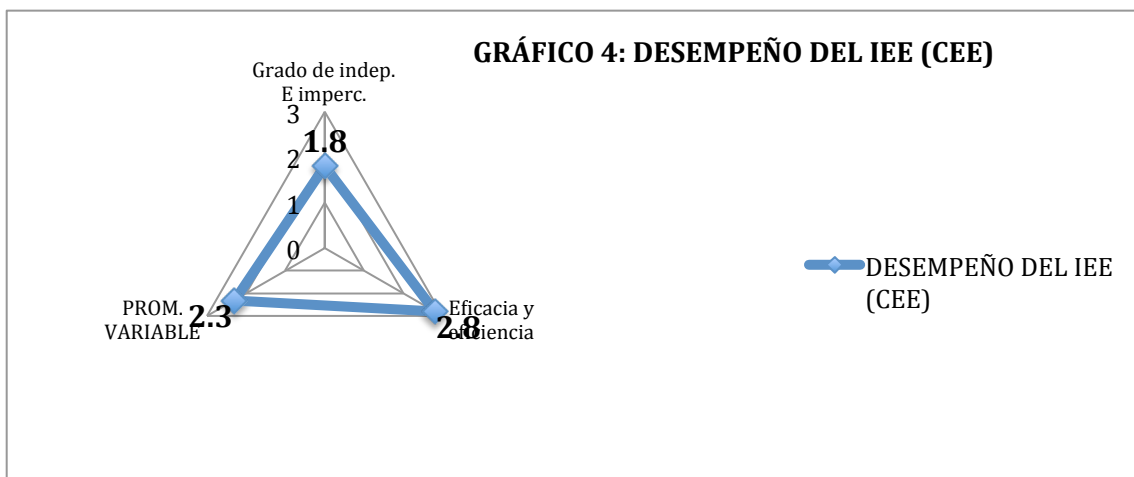 GRÁFICO 4: DESEMPEÑO DEL IEE (CEE)
Grado de indep.
E imperc.
3
1.8
2
1
0
DESEMPEÑO DEL IEE
(CEE)
PROM.
VARIABLE
2.3
Eficacia y
eficiencia
2.8